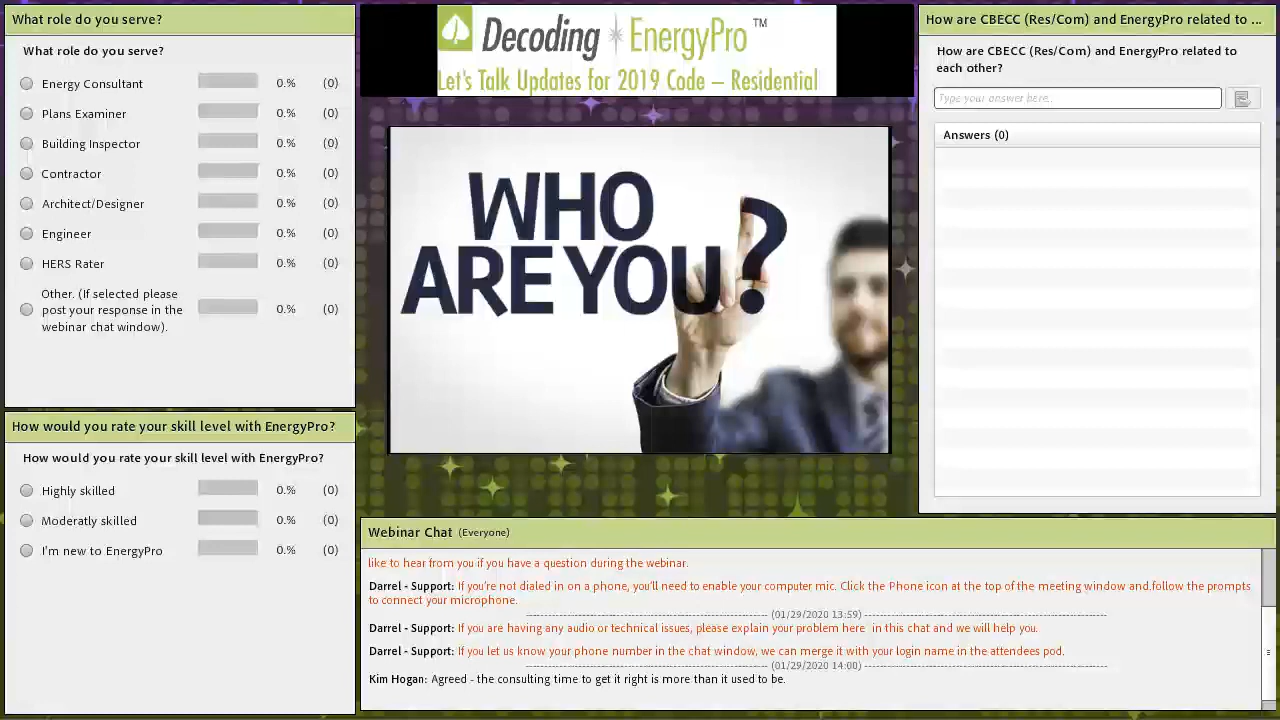 What role do you serve?
What role do you serve?
Energy Consultant 0.% (0)
Plans Examiner 0.% (0)
Building Inspector 0.% (0)
Contractor 0.% (0)
Architect/Designer 0.% (0)
Engineer 0.% (0)
HERS Rater 0.% (0)
Other. (If selected please
post your response in the 0.% (0)
webinar chat window).
How would you rate your skill level with EnergyPro?
How would you rate your skill level with EnergyPro?
Highly skilled 0.% (0)
Moderatly skilled 0.% (0)
I'm new to EnergyPro 0.% (0)
Decoding EnergyPro ™
Let's Talk Updates for 2019 Code – Residential
WHO
ARE YOU?
How are CBECC (Res/Com) and EnergyPro related to ...
How are CBECC (Res/Com) and EnergyPro related to
each other?
Type your answer here..
Answers (0)
Webinar Chat (Everyone)
like to hear from you if you have a question during the webinar.
Darrel - Support: If you're not dialed in on a phone, you'll need to enable your computer mic. Click the Phone icon at the top of the meeting window and.follow the prompts
to connect your microphone.
(01/29/2020 13:59)
Darrel - Support: If you are having any audio or technical issues, please explain your problem here in this chat and we will help you.
Darrel - Support: If you let us know your phone number in the chat window, we can merge it with your login name in the attendees pod.
(01/29/2020 14:00)
Kim Hogan: Agreed - the consulting time to get it right is more than it used to be.